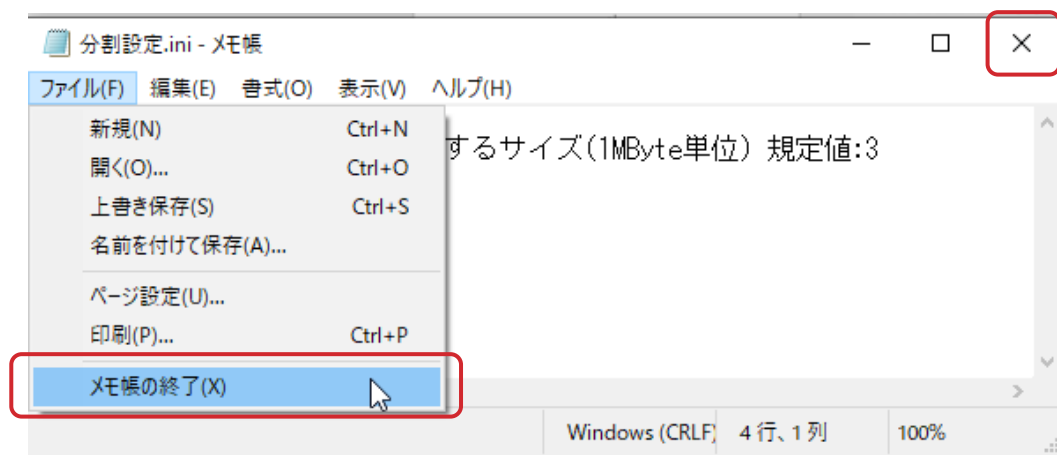 分割設定.ini - メモ帳
ファイル(F) 編集(E) 書式(O) 表示(V) ヘルプ(H)
新規(N) Ctrl+N
するサイズ(1MByte単位) 規定値:3
開く(O)... Ctrl+O
上書き保存(S) Ctrl+S
名前を付けて保存(A)...
ページ設定(U)...
印刷(P)... Ctrl+P
メモ帳の終了(X)
Windows (CRLF) 4 行、1 列 100%